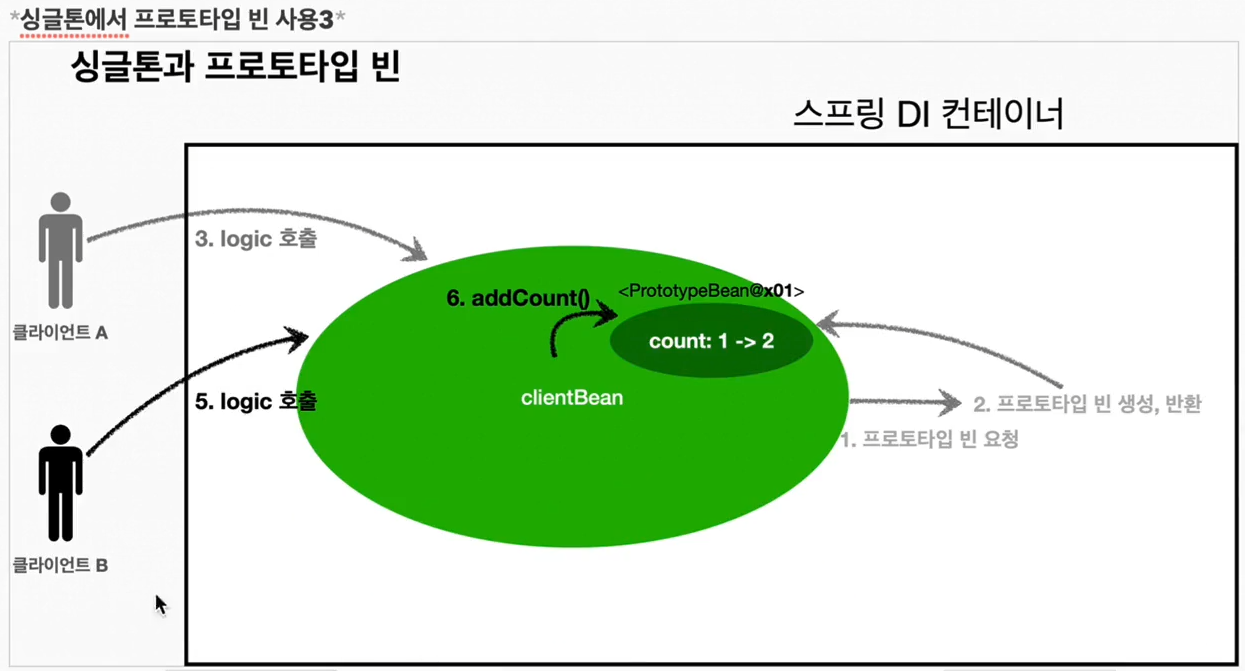 *싱글톤에서 프로토타입 빈 사용3*
싱글톤과 프로토타입 빈
스프링 DI 컨테이너
3. logic 호출
클라이언트 A
6. addCount()
<PrototypeBean@x01>
count: 1 -> 2
clientBean
5. logic 호출
2. 프로토타입 빈 생성, 반환
1. 프로토타입 빈 요청
클라이언트 B